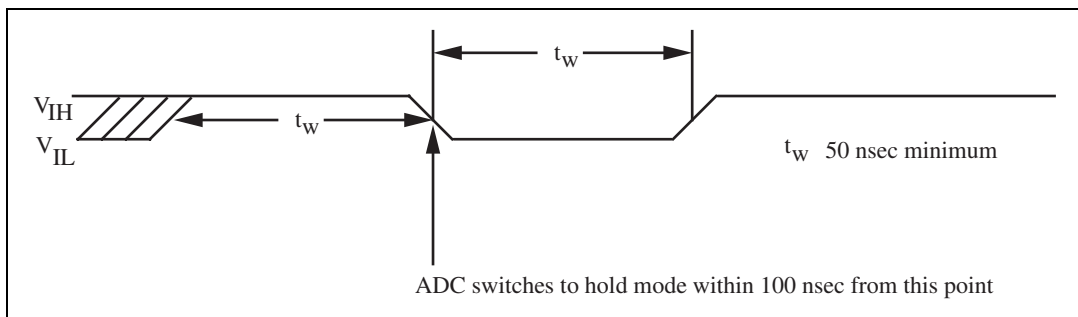 t_w
V_IH
t_w
V_IL
t_w 50 nsec minimum
ADC switches to hold mode within 100 nsec from this point